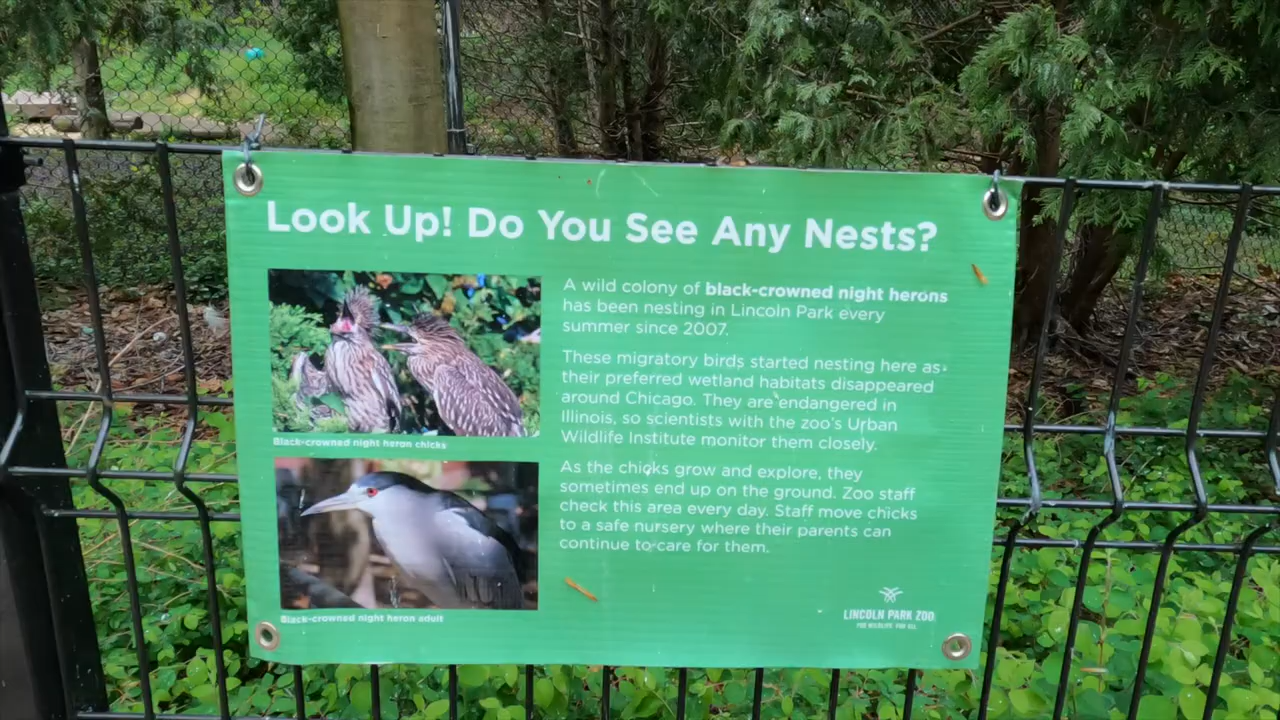 Look Up! Do You See Any Nests?
A wild colony of black-crowned night herons
has been nesting in Lincoln Park every
summer since 2007.
These migratory birds started nesting here as
their preferred wetland habitats disappeared
around Chicago. They are endangered in
Illinois, so scientists with the zoo's Urban
Wildlife Institute monitor them closely.
As the chicks grow and explore, they
sometimes end up on the ground. Zoo staff
check this area every day. Staff move chicks
to a safe nursery where their parents can
continue to care for them.
Black-crowned night heron chicks
Black-crowned night heron adult
LINCOLN PARK ZOO
FOR WILDLIFE. FOR ALL.